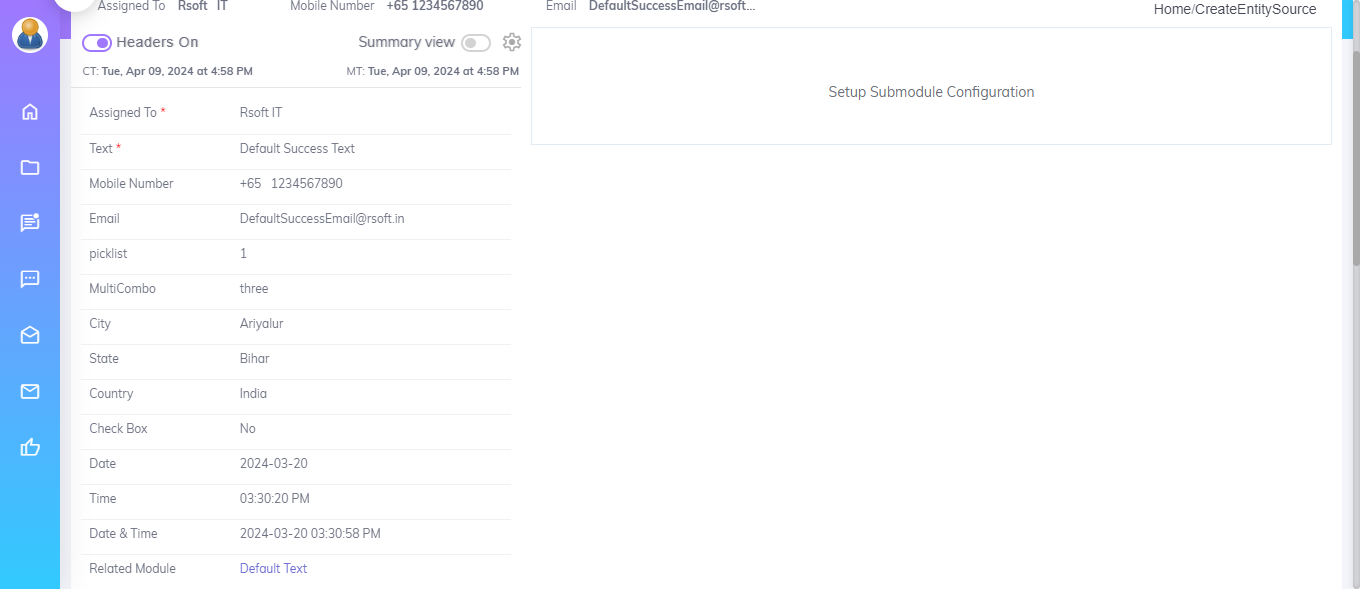 Assigned To Rsoft IT Mobile Number +65 1234567890 Email DefaultSuccessEmail@rsoft...
Home/CreateEntitySource
Headers On Summary view
CT: Tue, Apr 09, 2024 at 4:58 PM MT: Tue, Apr 09, 2024 at 4:58 PM
Assigned To * Rsoft IT
Text * Default Success Text
Mobile Number +65 1234567890
Email DefaultSuccessEmail@rsoft.in
picklist 1
MultiCombo three
City Ariyalur
State Bihar
Country India
Check Box No
Date 2024-03-20
Time 03:30:20 PM
Date & Time 2024-03-20 03:30:58 PM
Related Module Default Text
Setup Submodule Configuration